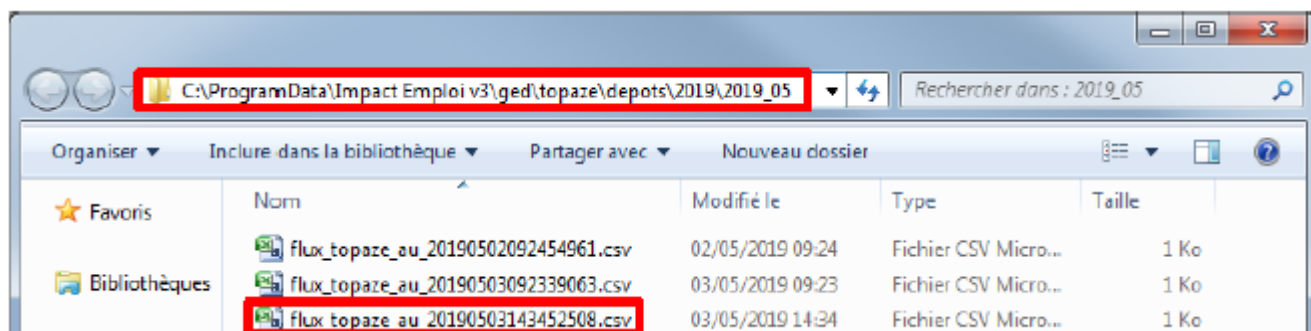 C:\ProgramData\Impact Emploi v3\ged\topaze\depots\2019\2019_05 Rechercher dans : 2019_05
Organiser Inclure dans la bibliothèque Partager avec Nouveau dossier
Favoris Nom Modifié le Type Taille
flux_topaze_au_20190502092454961.csv 02/05/2019 09:24 Fichier CSV Micro... 1 Ko
Bibliothèques flux_topaze_au_20190503092339063.csv 03/05/2019 09:23 Fichier CSV Micro... 1 Ko
flux_topaze_au_20190503143452508.csv 03/05/2019 14:34 Fichier CSV Micro... 1 Ko